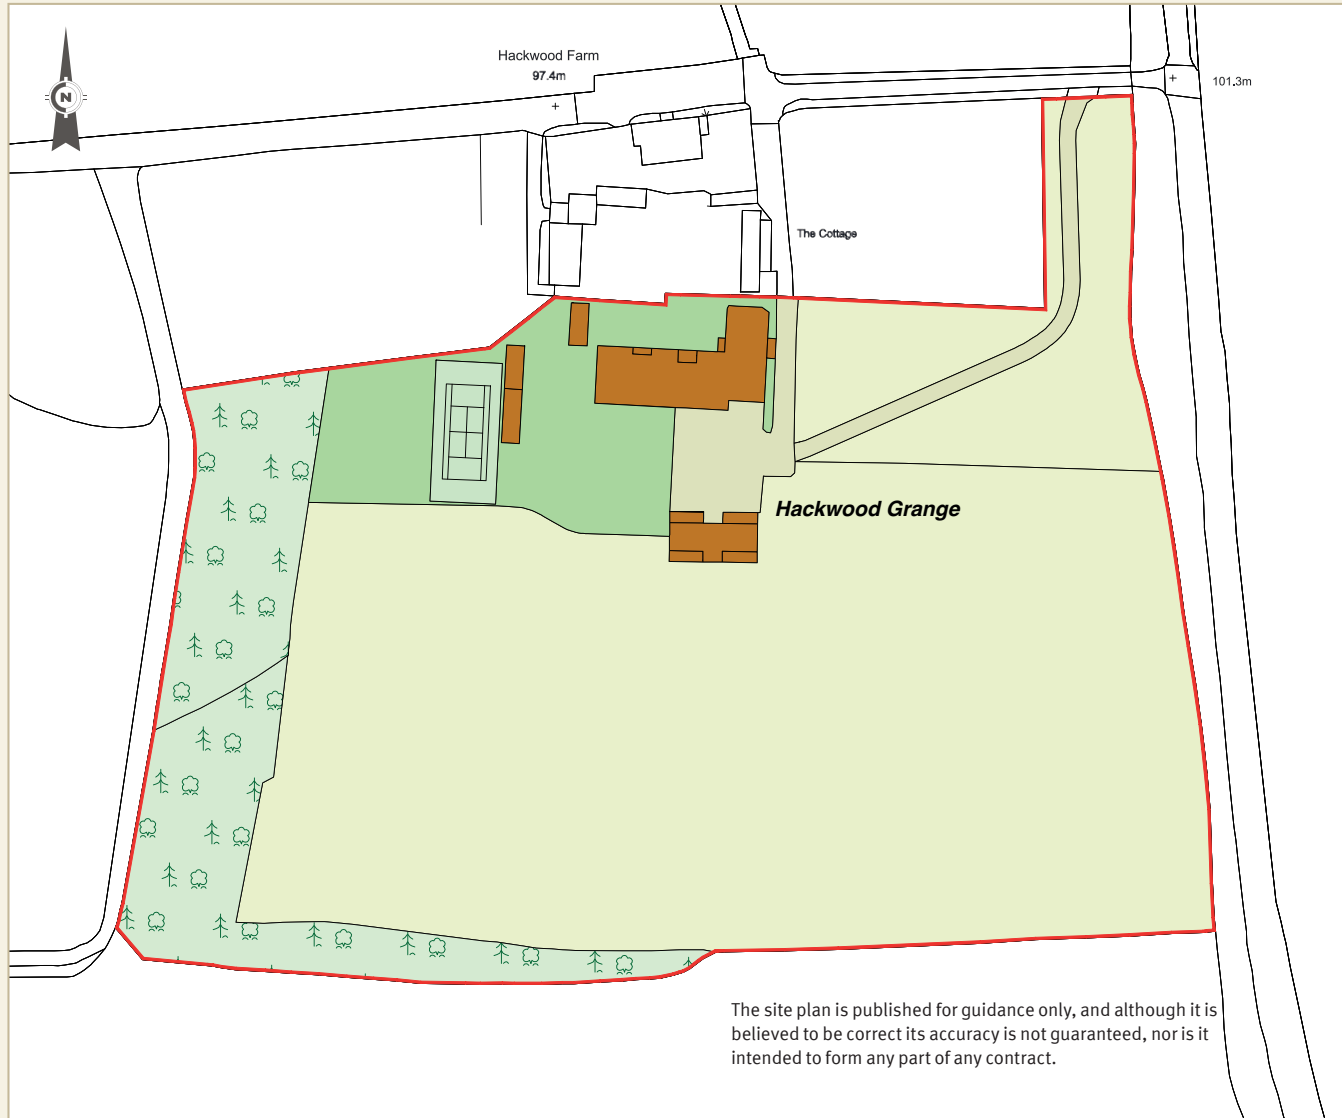 N
Hackwood Farm
97.4m
101.3m
The Cottage
Hackwood Grange
The site plan is published for guidance only, and although it is
believed to be correct its accuracy is not guaranteed, nor is it
intended to form any part of any contract.